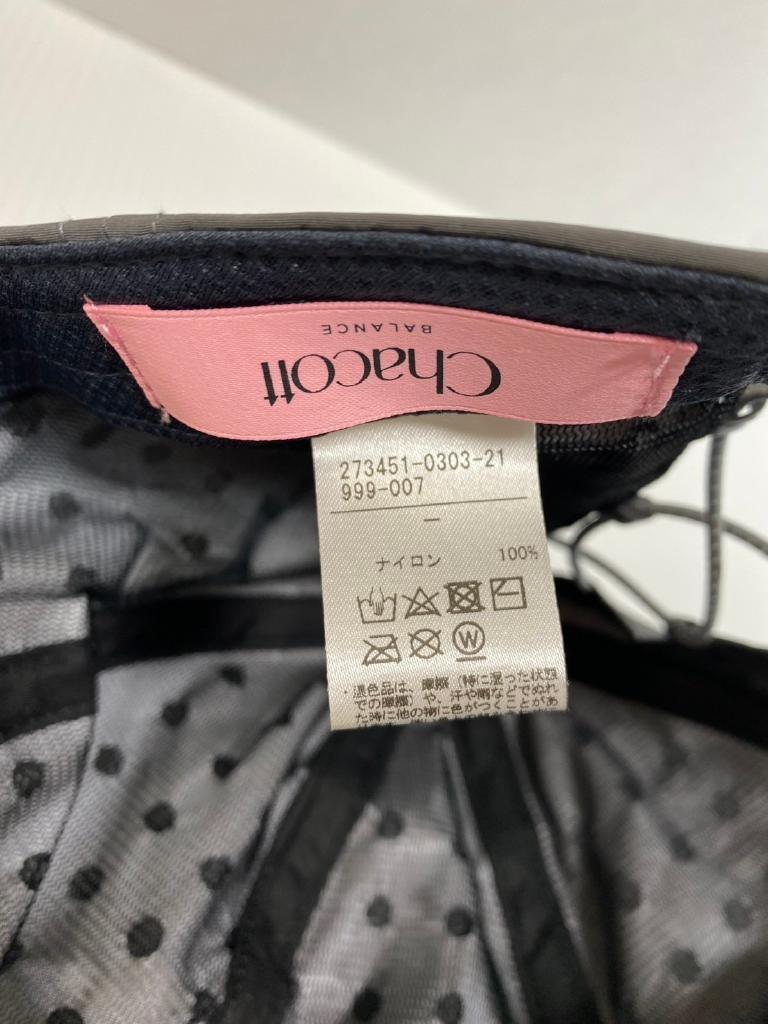 Chacott
BALANCE
273451-0303-21
999-007
—
ナイロン 100%
W
・濃色品は、摩擦（特に湿った状態
での摩擦）や、汗や雨などでぬれ
た時に他の物に色がつくことがあ